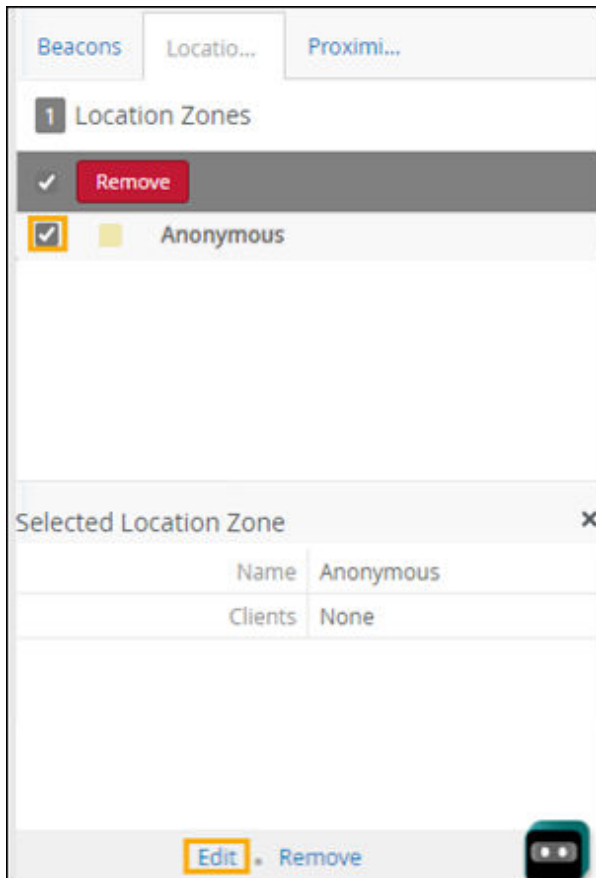 Beacons Locatio... Proximi...
1 Location Zones
Remove
Anonymous
Selected Location Zone
Name Anonymous
Clients None
Edit Remove